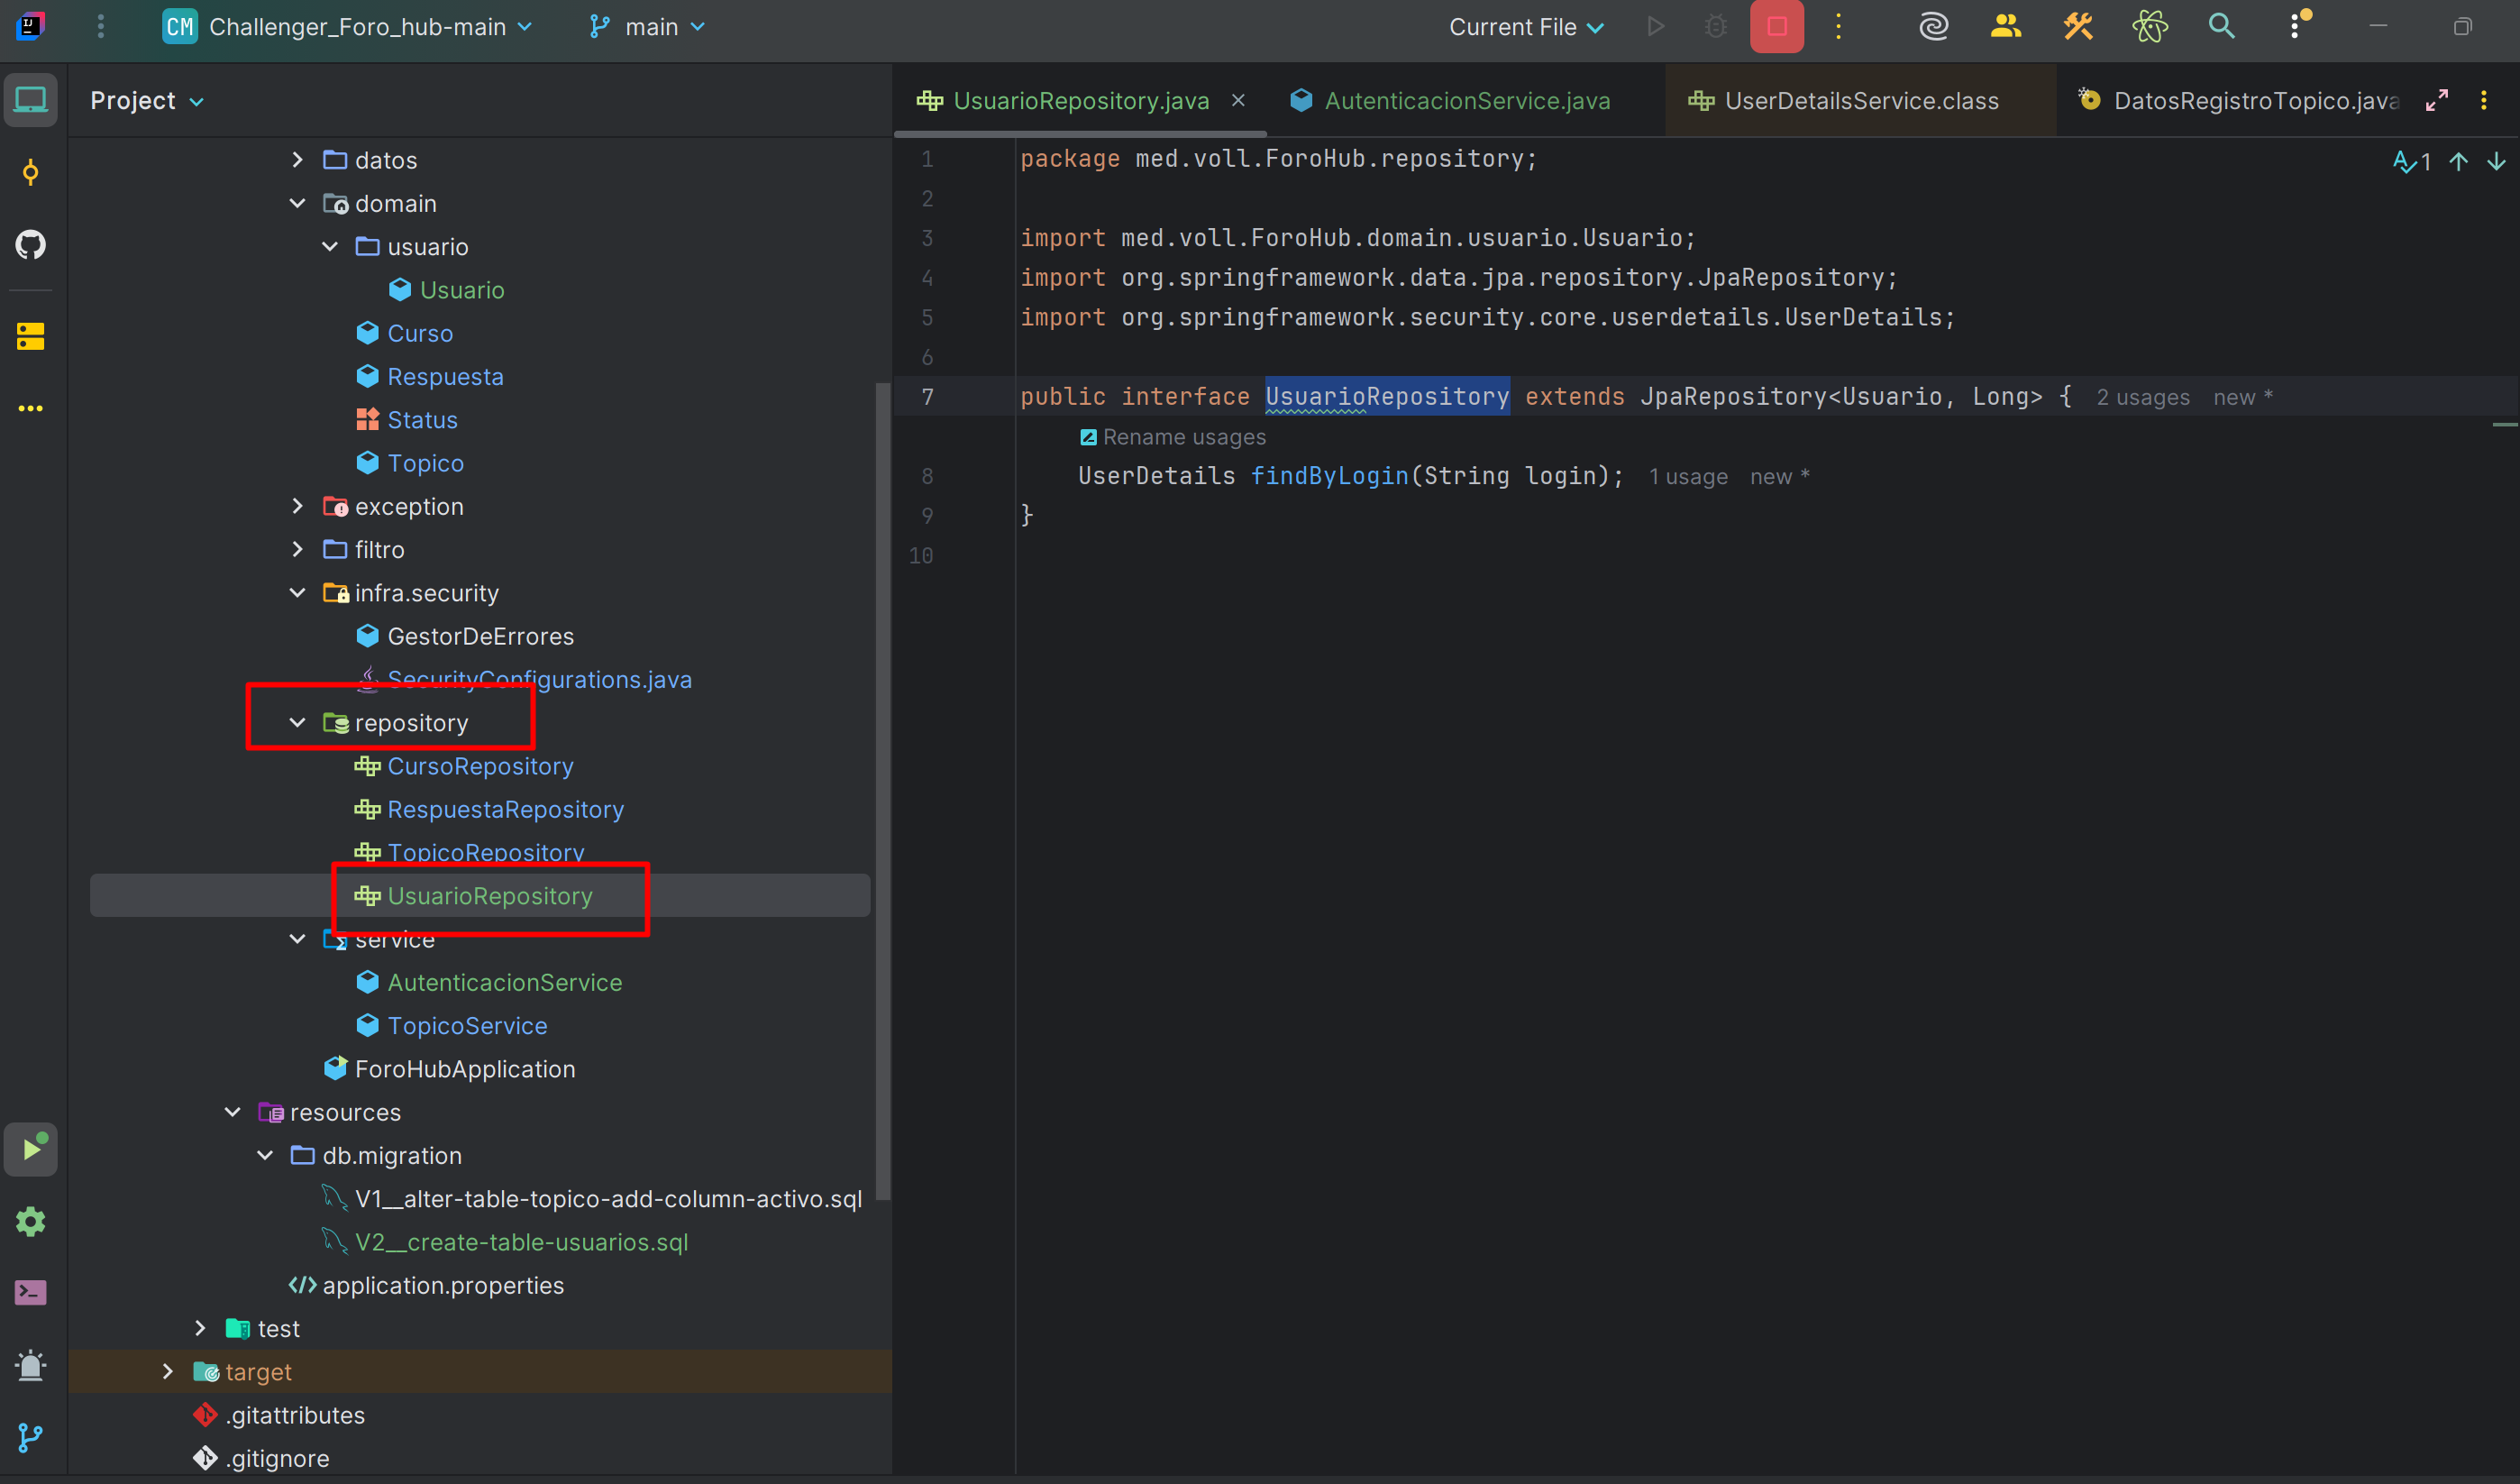 CM Challenger_Foro_hub-main main Current File
Project
datos
domain
usuario
Usuario
Curso
Respuesta
Status
Topico
exception
filtro
infra.security
GestorDeErrores
SecurityConfigurations.java
repository
CursoRepository
RespuestaRepository
TopicoRepository
UsuarioRepository
service
AutenticacionService
TopicoService
ForoHubApplication
resources
db.migration
V1__alter-table-topico-add-column-activo.sql
V2__create-table-usuarios.sql
application.properties
test
target
.gitattributes
.gitignore
UsuarioRepository.java AutenticacionService.java UserDetailsService.class DatosRegistroTopico.java
1 package med.voll.ForoHub.repository; 1
2
3 import med.voll.ForoHub.domain.usuario.Usuario;
4 import org.springframework.data.jpa.repository.JpaRepository;
5 import org.springframework.security.core.userdetails.UserDetails;
6
7 public interface UsuarioRepository extends JpaRepository<Usuario, Long> { 2 usages new *
Rename usages
8 UserDetails findByLogin(String login); 1 usage new *
9 }
10